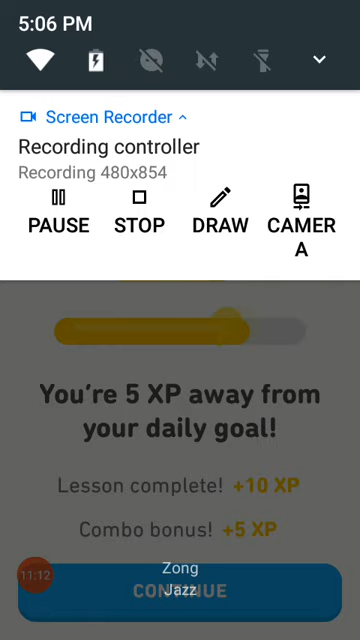 5:06 PM
Screen Recorder
Recording controller
Recording 480x854
PAUSE STOP DRAW CAMER
A
You're 5 XP away from
your daily goal!
Lesson complete! +10 XP
Combo bonus! +5 XP
Zong
11:12
Jazz
CONTINUE